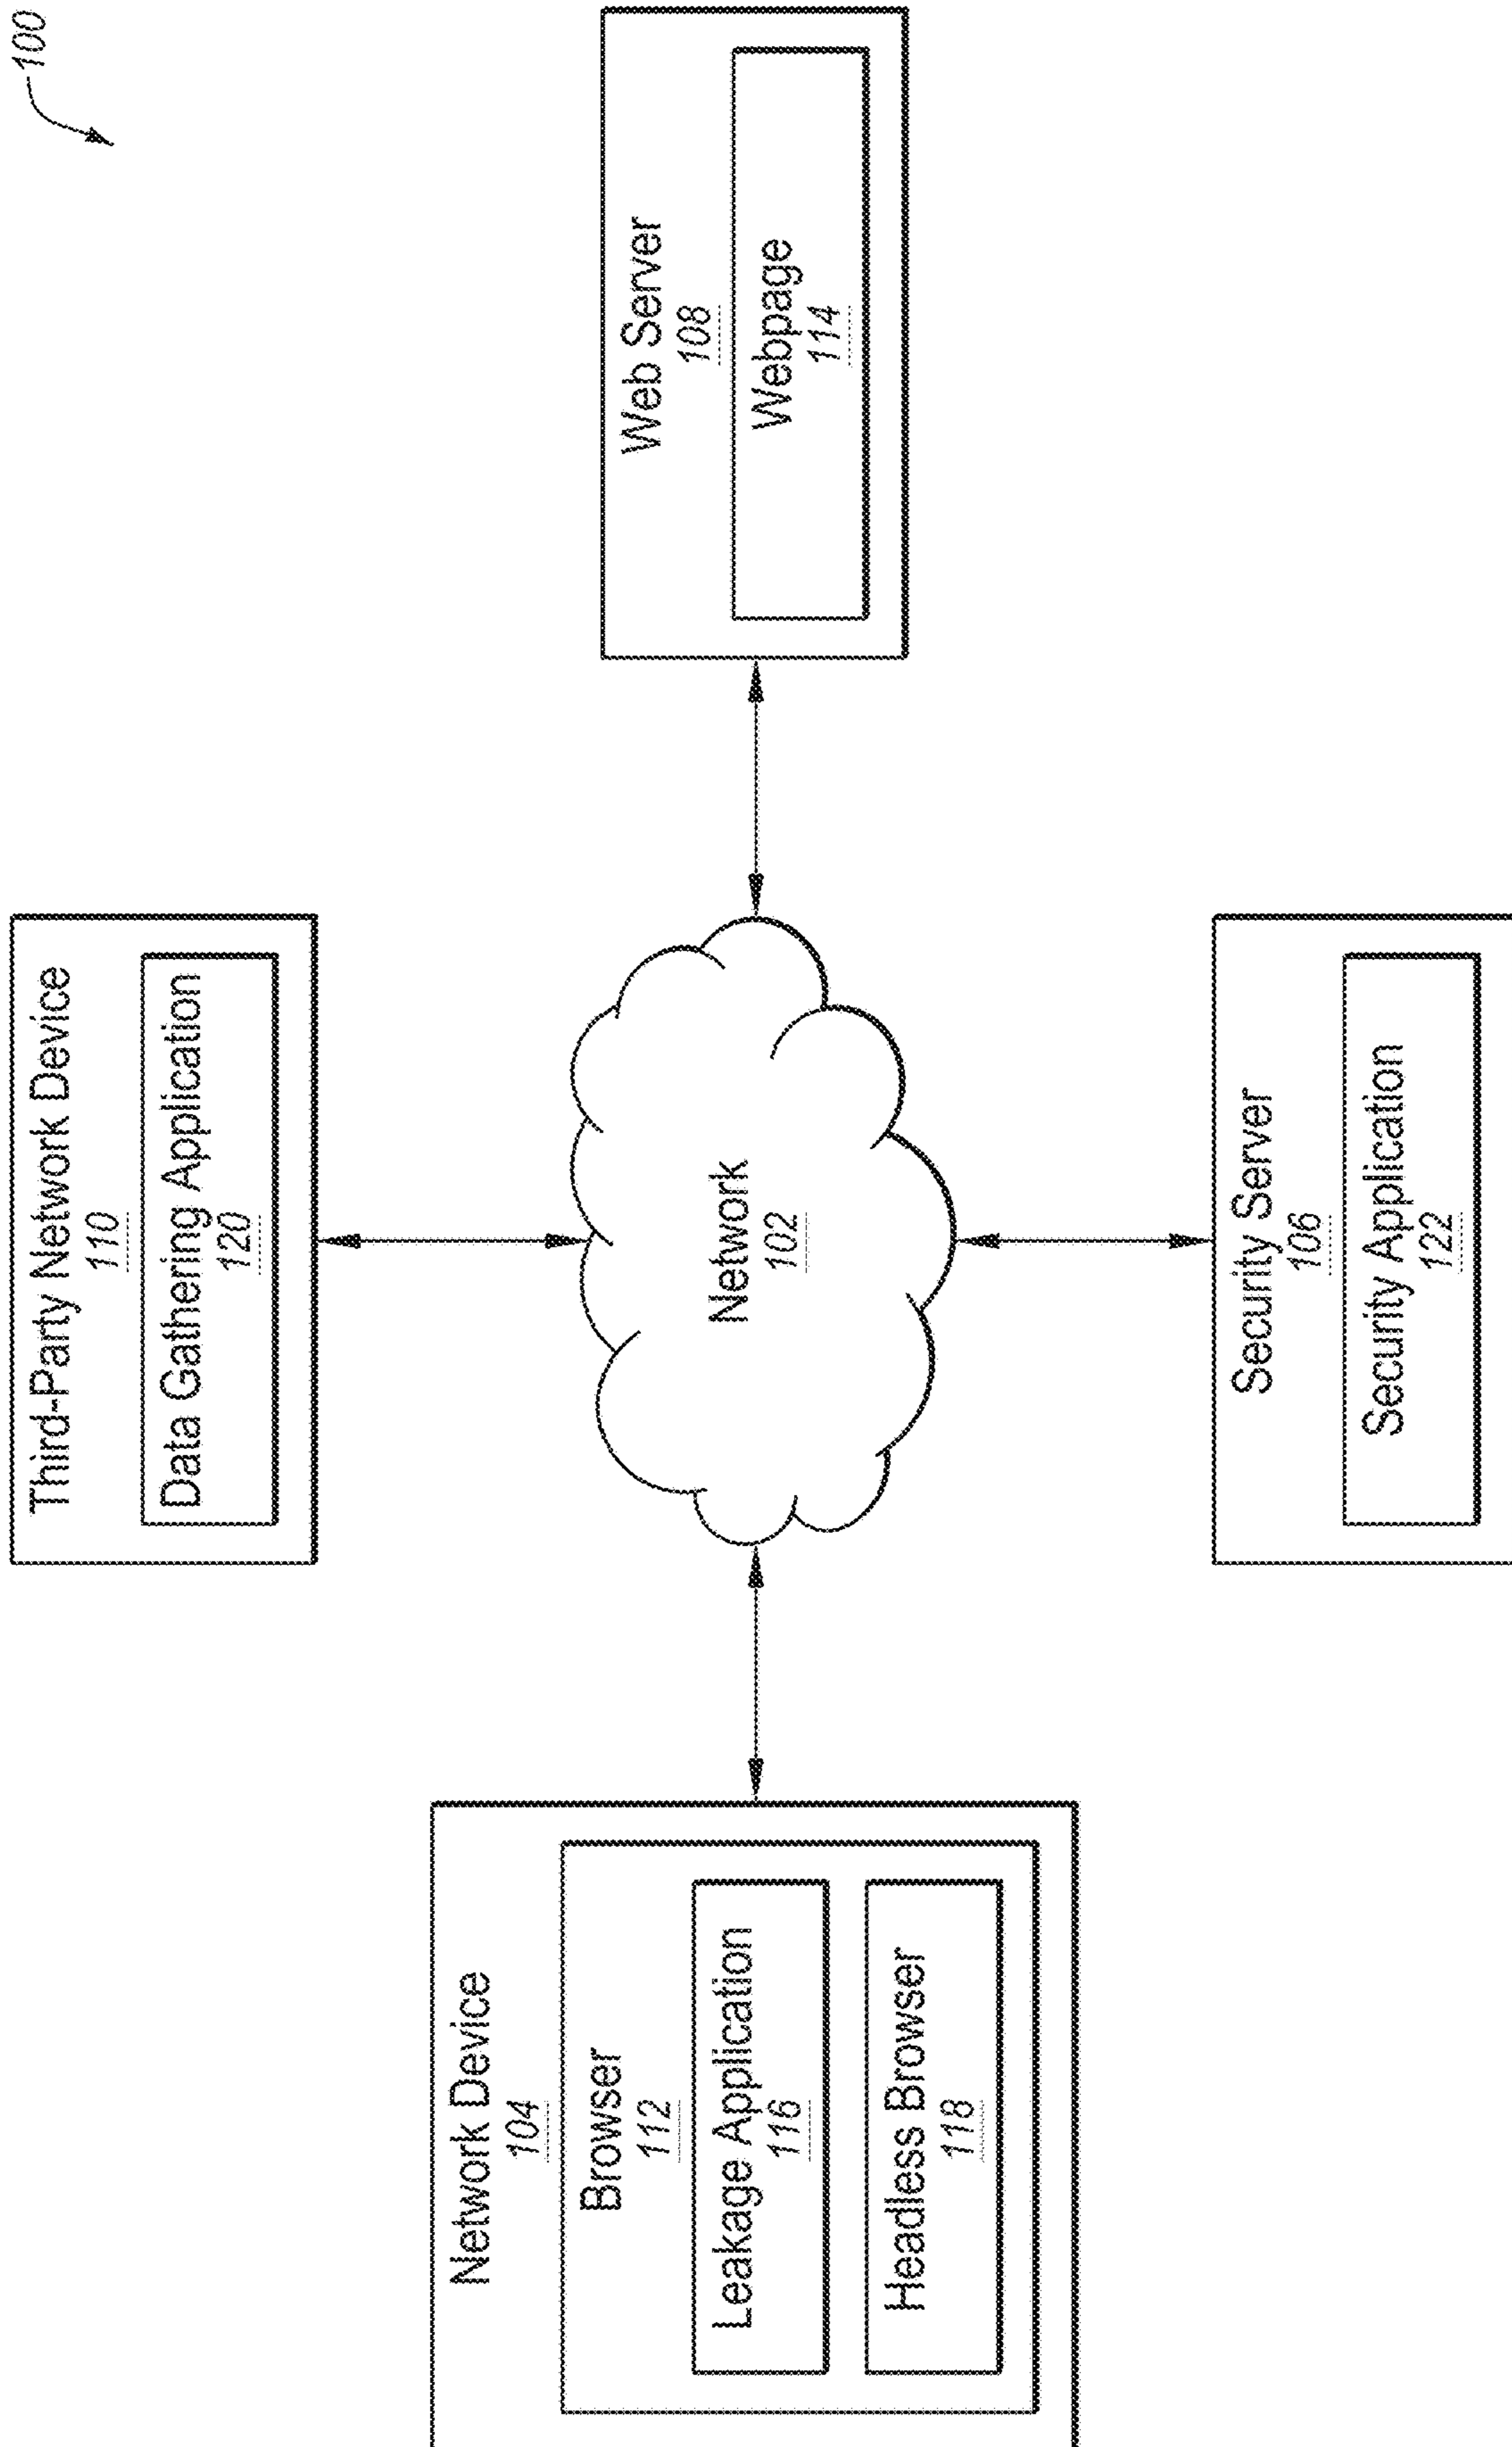 100
Third-Party Network Device
110
Data Gathering Application
120
Network Device
104
Browser
112
Leakage Application
116
Headless Browser
118
Network
102
Web Server
108
Webpage
114
Security Server
106
Security Application
122